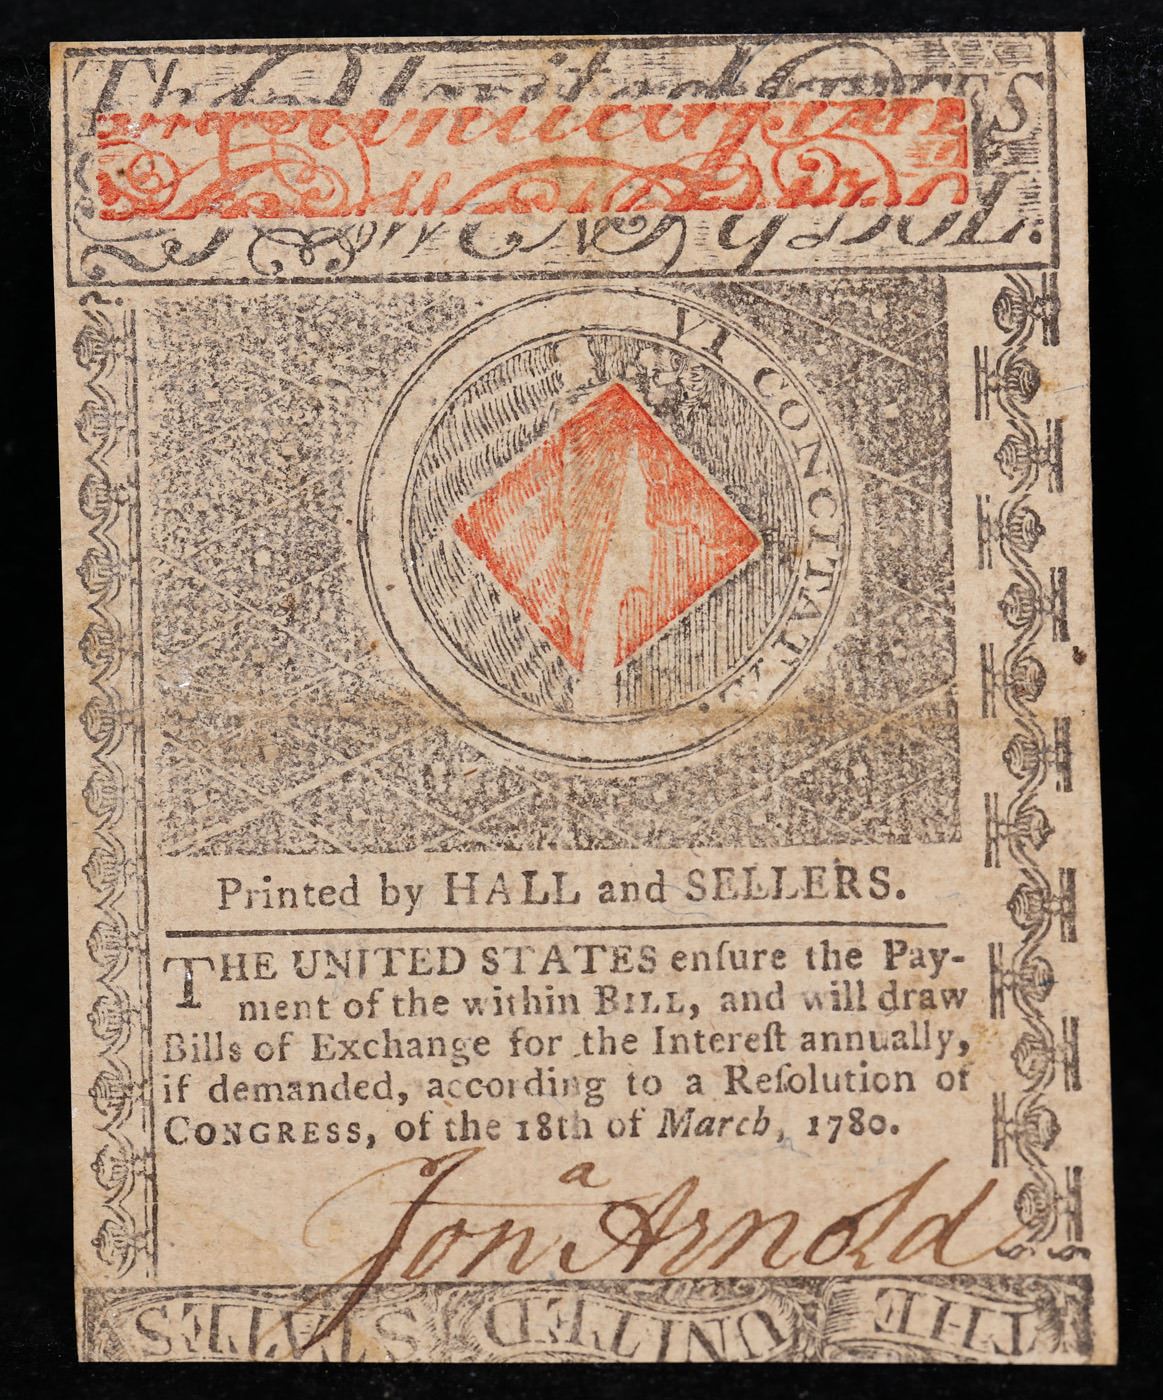 VI CONCITATÆ.
Printed by HALL and SELLERS.
THE UNITED STATES enſure the Pay-
ment of the within BILL, and will draw
Bills of Exchange for the Intereſt annually,
if demanded, according to a Reſolution of
CONGRESS, of the 18th of March, 1780.
Jonᵃ Arnold
THE UNITED STATES